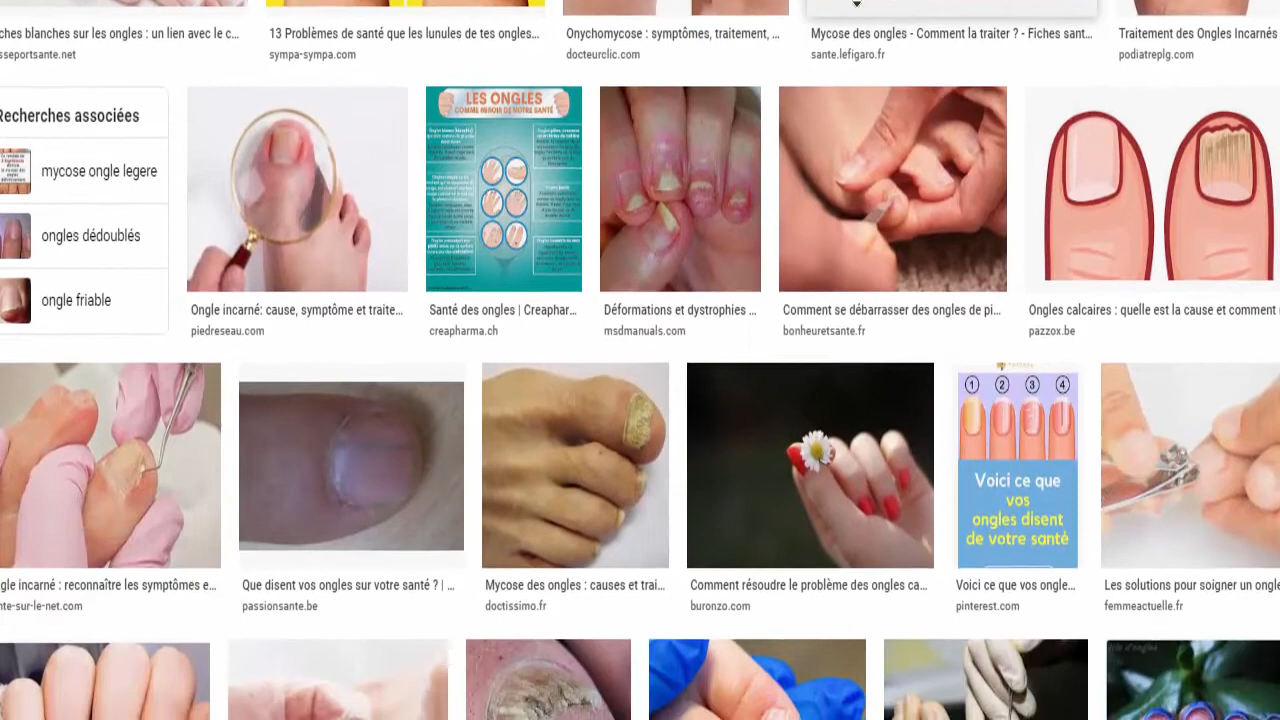 ches blanches sur les ongles : un lien avec le c...
sseportsante.net
13 Problèmes de santé que les lunules de tes ongles...
sympa-sympa.com
Onychomycose : symptômes, traitement, ...
docteurclic.com
Mycose des ongles - Comment la traiter ? - Fiches sant...
sante.lefigaro.fr
Traitement des Ongles Incarnés
podiatreplg.com
Recherches associées
mycose ongle legere
ongles dédoublés
ongle friable
Ongle incarné: cause, symptôme et traite...
piedreseau.com
LES ONGLES
COMME MIROIR DE NOTRE SANTÉ
Santé des ongles | Creaphar...
creapharma.ch
Déformations et dystrophies ...
msdmanuals.com
Comment se débarrasser des ongles de pi...
bonheuretsante.fr
Ongles calcaires : quelle est la cause et comment
pazzox.be
gle incarné : reconnaître les symptômes e...
nte-sur-le-net.com
Que disent vos ongles sur votre santé ? | ...
passionsante.be
Mycose des ongles : causes et trai...
doctissimo.fr
Comment résoudre le problème des ongles ca...
buronzo.com
1 2 3 4
Voici ce que
vos
ongles disent
de votre santé
Voici ce que vos ongle...
pinterest.com
Les solutions pour soigner un ongle
femmeactuelle.fr